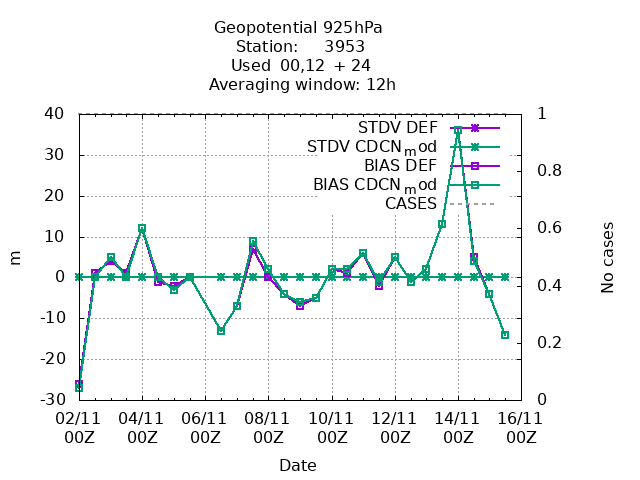 Geopotential 925hPa
Station: 3953
Used 00,12 + 24
Averaging window: 12h
40
30
20
10
0
-10
-20
-30
m
1
0.8
0.6
0.4
0.2
0
No cases
STDV DEF
STDV CDCN_mod
BIAS DEF
BIAS CDCN_mod
CASES
02/11 04/11 06/11 08/11 10/11 12/11 14/11 16/11
00Z 00Z 00Z 00Z 00Z 00Z 00Z 00Z
Date